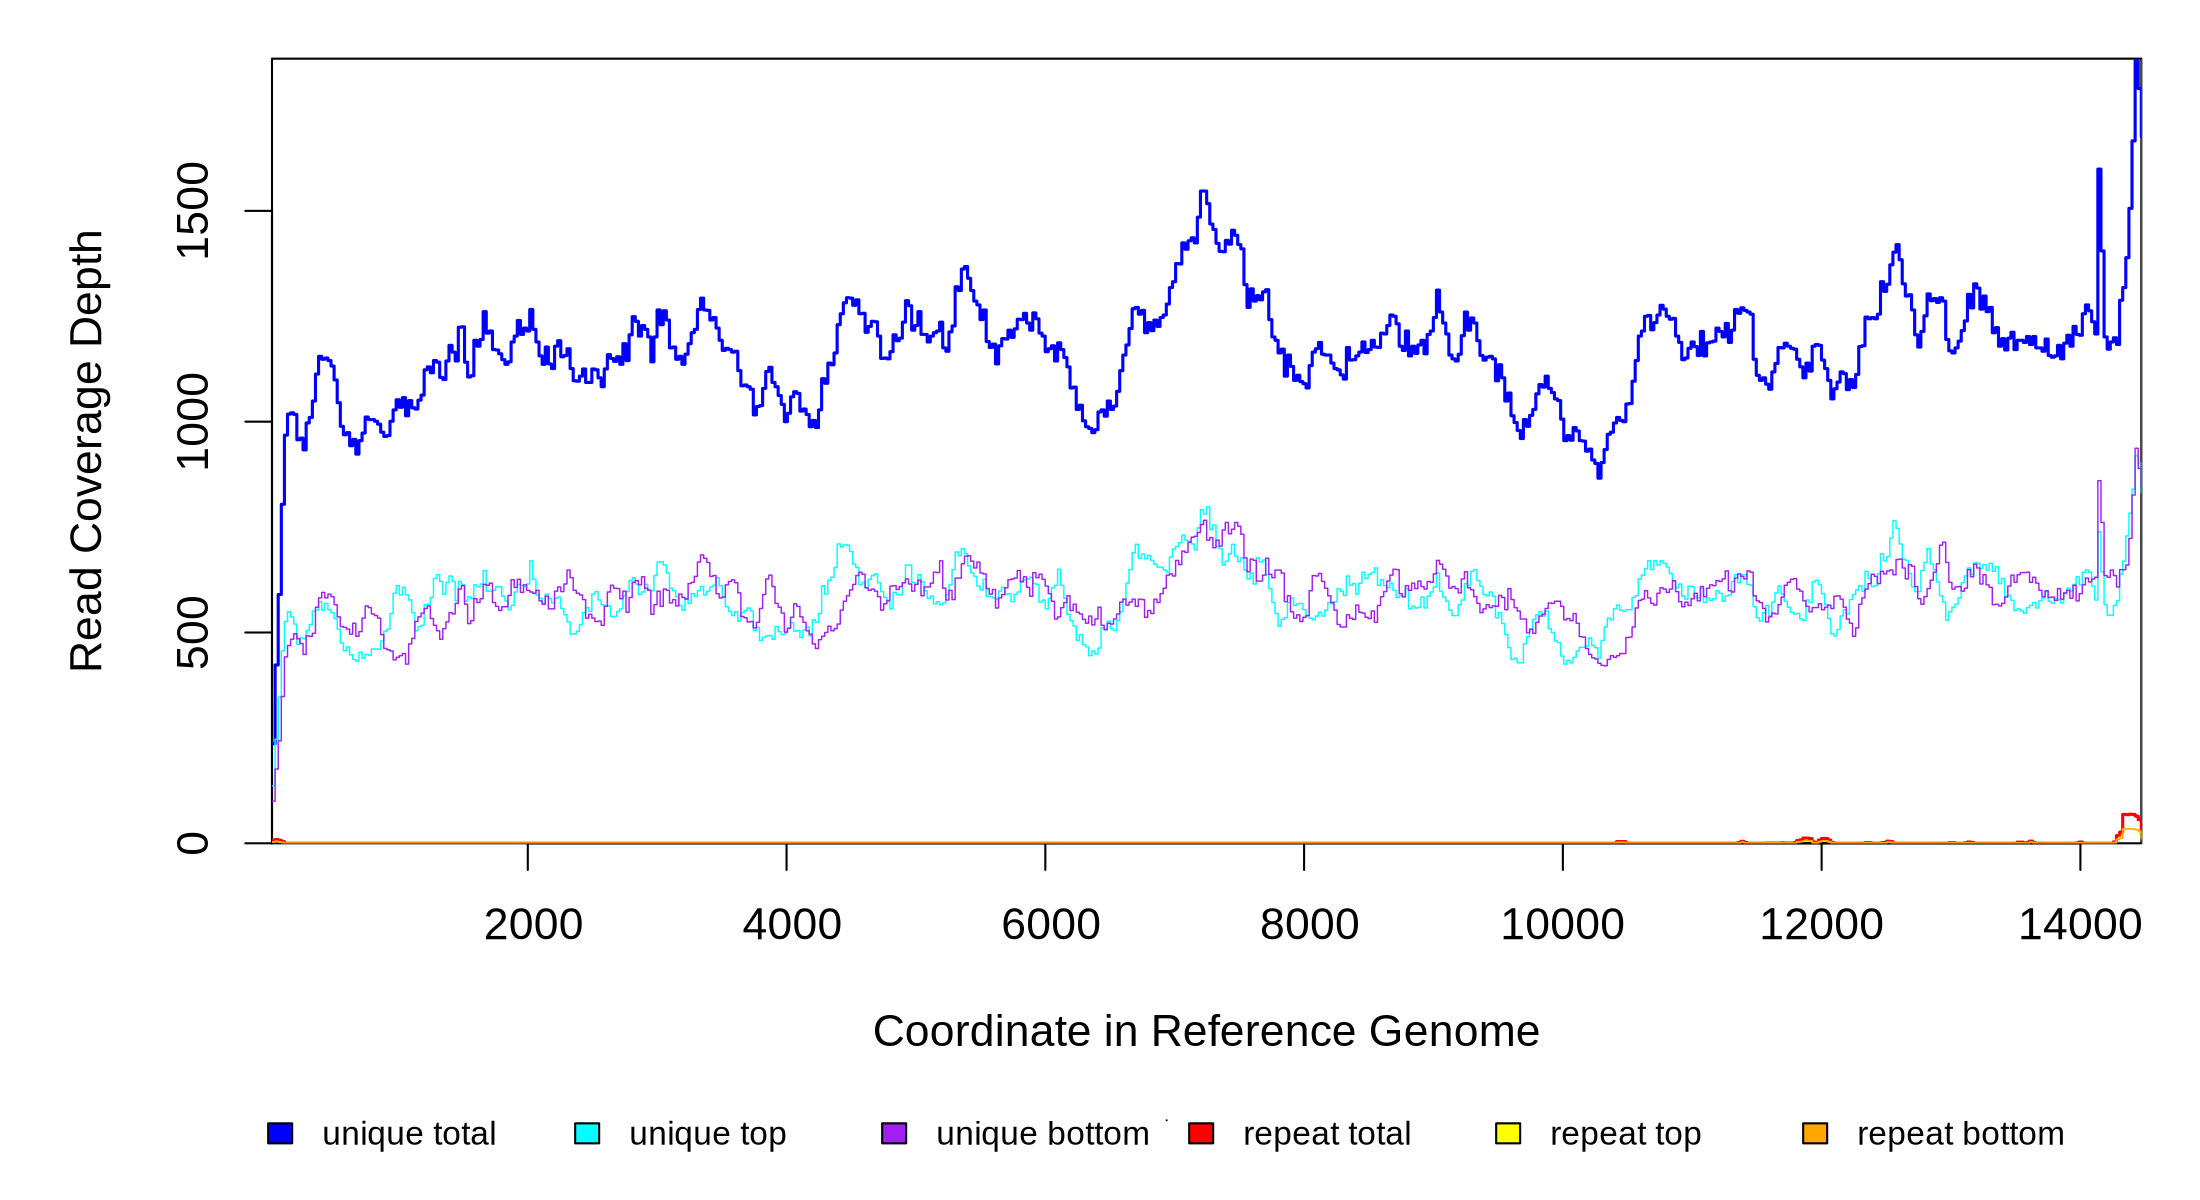 Read Coverage Depth
1500
1000
500
0
2000 4000 6000 8000 10000 12000 14000
Coordinate in Reference Genome
unique total unique top unique bottom repeat total repeat top repeat bottom